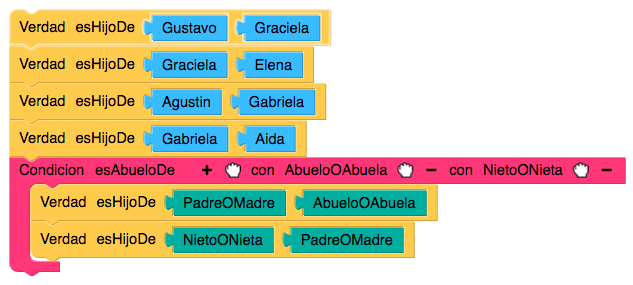 Verdad esHijoDe Gustavo Graciela
Verdad esHijoDe Graciela Elena
Verdad esHijoDe Agustin Gabriela
Verdad esHijoDe Gabriela Aida
Condicion esAbueloDe + con AbueloOAbuela − con NietoONieta −
Verdad esHijoDe PadreOMadre AbueloOAbuela
Verdad esHijoDe NietoONieta PadreOMadre